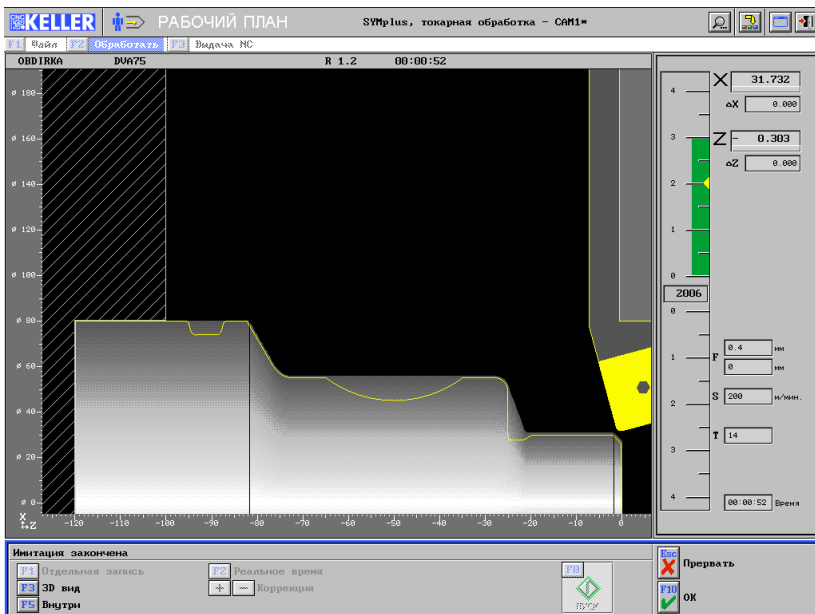 KELLER РАБОЧИЙ ПЛАН SYMplus, токарная обработка - CAM1*
F1 Файл F2 Обработать F3 Выдача NC
OBDIRKA DVA75 R 1.2 00:00:52
ø 180
ø 160
ø 140
ø 120
ø 100
ø 80
ø 60
ø 40
ø 20
ø 0
X
Z
-120 -110 -100 -90 -80 -70 -60 -50 -40 -30 -20 -10 0
4
3
2
1
0
2006
0
1
2
3
4
X 31.732
ΔX 0.000
Z - 0.303
ΔZ 0.000
F 0.4 мм
0 мм
S 200 м/мин.
T 14
00:00:52 Время
Имитация закончена
F1 Отдельная запись F2 Реальное время F8
F3 3D вид + - Коррекция
F5 Внутри ПУСК
Esc Прервать
F10 ОК